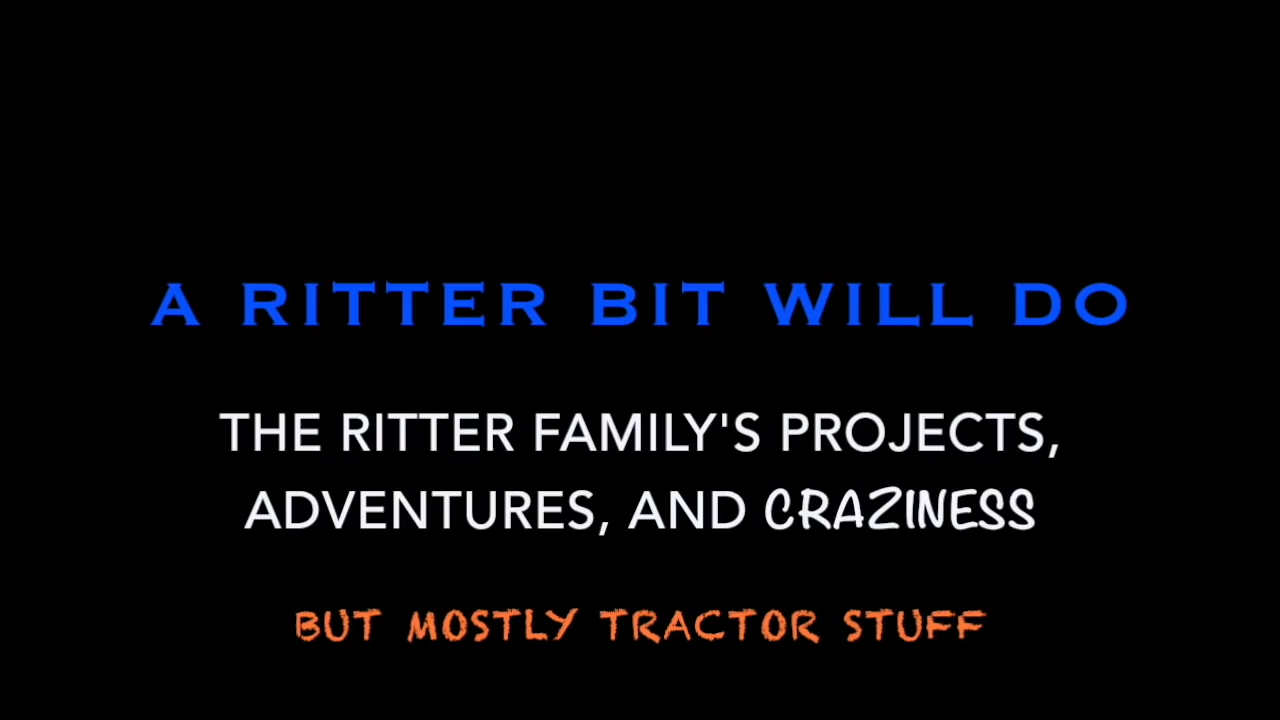 A RITTER BIT WILL DO
THE RITTER FAMILY'S PROJECTS,
ADVENTURES, AND CRAZINESS
BUT MOSTLY TRACTOR STUFF